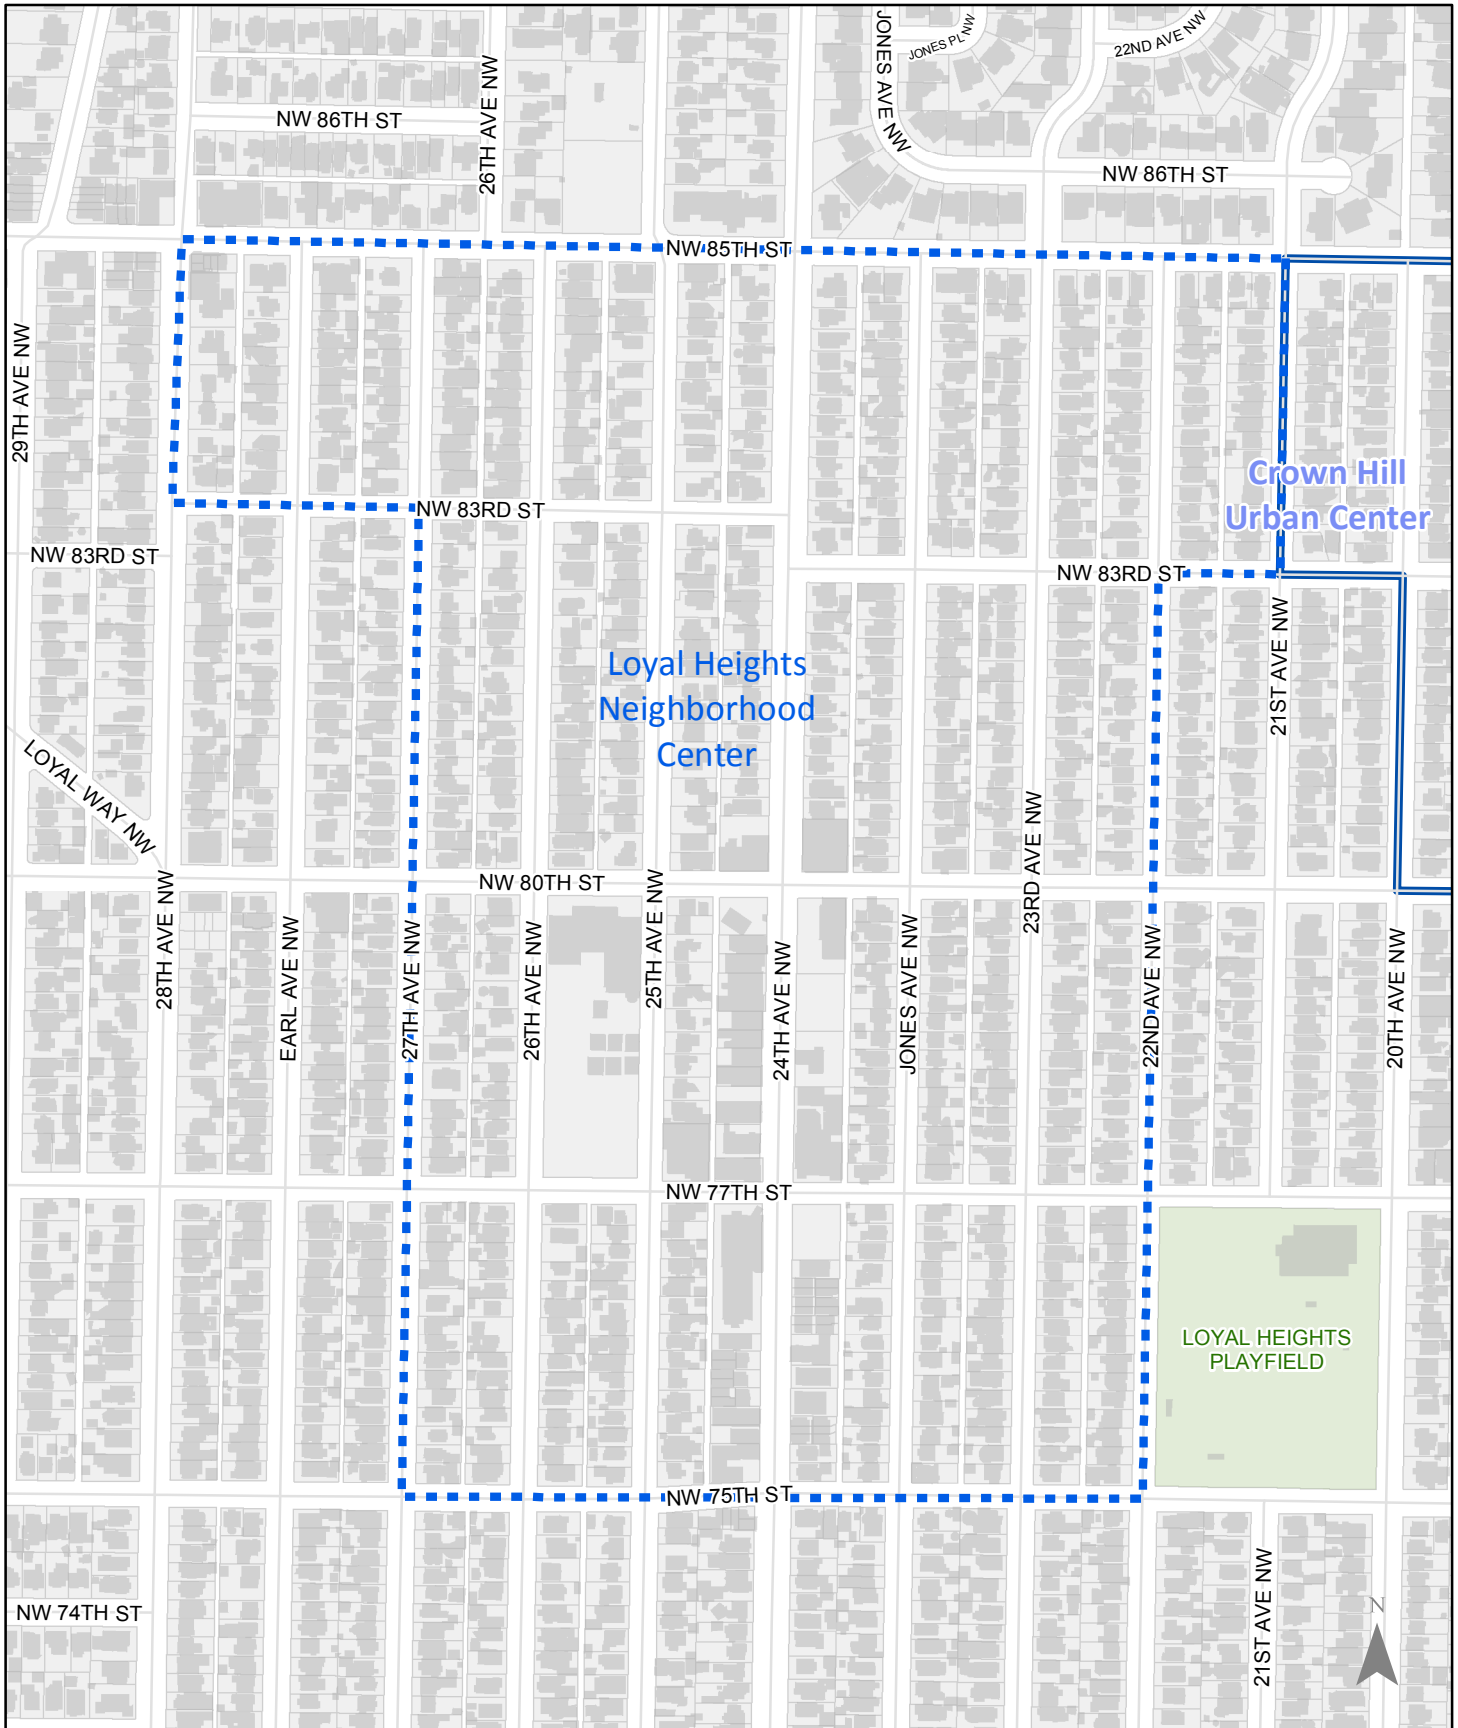 JONES AVE NW
JONES PL NW
22ND AVE NW
26TH AVE NW
NW 86TH ST
NW 86TH ST
NW 85TH ST
29TH AVE NW
Crown Hill
Urban Center
NW 83RD ST
NW 83RD ST
NW 83RD ST
21ST AVE NW
Loyal Heights
Neighborhood
Center
LOYAL WAY NW
23RD AVE NW
NW 80TH ST
28TH AVE NW
EARL AVE NW
27TH AVE NW
26TH AVE NW
25TH AVE NW
24TH AVE NW
JONES AVE NW
22ND AVE NW
20TH AVE NW
NW 77TH ST
LOYAL HEIGHTS
PLAYFIELD
NW 75TH ST
21ST AVE NW
NW 74TH ST
N